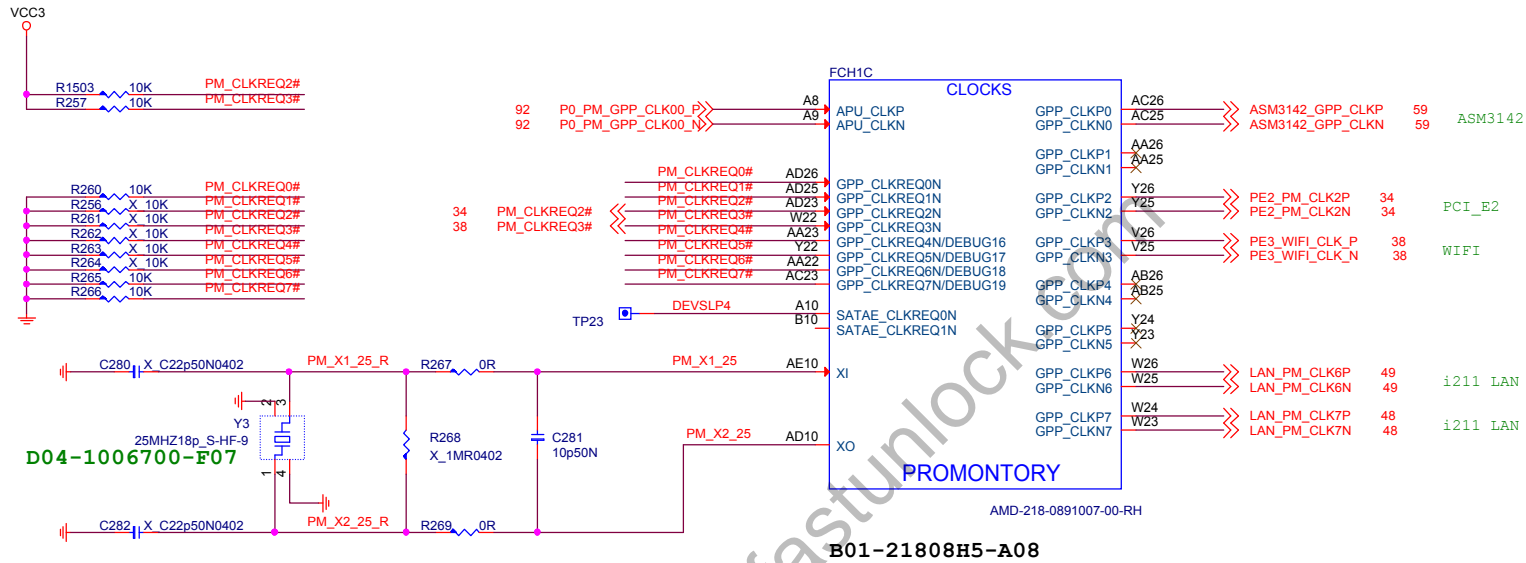 VCC3
R1503 10K PM_CLKREQ2#
R257 10K PM_CLKREQ3#
R260 10K PM_CLKREQ0#
R256 X_10K PM_CLKREQ1#
R261 X_10K PM_CLKREQ2#
R262 X_10K PM_CLKREQ3#
R263 X_10K PM_CLKREQ4#
R264 X_10K PM_CLKREQ5#
R265 10K PM_CLKREQ6#
R266 10K PM_CLKREQ7#
FCH1C
CLOCKS
92 P0_PM_GPP_CLK00_P A8 APU_CLKP
92 P0_PM_GPP_CLK00_N A9 APU_CLKN
PM_CLKREQ0# AD26 GPP_CLKREQ0N
PM_CLKREQ1# AD25 GPP_CLKREQ1N
34 PM_CLKREQ2# PM_CLKREQ2# AD23 GPP_CLKREQ2N
38 PM_CLKREQ3# PM_CLKREQ3# W22 GPP_CLKREQ3N
PM_CLKREQ4# AA23 GPP_CLKREQ4N/DEBUG16
PM_CLKREQ5# Y22 GPP_CLKREQ5N/DEBUG17
PM_CLKREQ6# AA22 GPP_CLKREQ6N/DEBUG18
PM_CLKREQ7# AC23 GPP_CLKREQ7N/DEBUG19
TP23 DEVSLP4 A10 SATAE_CLKREQ0N
B10 SATAE_CLKREQ1N
GPP_CLKP0 AC26 ASM3142_GPP_CLKP 59
GPP_CLKN0 AC25 ASM3142_GPP_CLKN 59
ASM3142
GPP_CLKP1 AA26
GPP_CLKN1 AA25
GPP_CLKP2 Y26 PE2_PM_CLK2P 34
GPP_CLKN2 Y25 PE2_PM_CLK2N 34
PCI_E2
GPP_CLKP3 V26 PE3_WIFI_CLK_P 38
GPP_CLKN3 V25 PE3_WIFI_CLK_N 38
WIFI
GPP_CLKP4 AB26
GPP_CLKN4 AB25
GPP_CLKP5 Y24
GPP_CLKN5 Y23
GPP_CLKP6 W26 LAN_PM_CLK6P 49
GPP_CLKN6 W25 LAN_PM_CLK6N 49
i211 LAN
GPP_CLKP7 W24 LAN_PM_CLK7P 48
GPP_CLKN7 W23 LAN_PM_CLK7N 48
i211 LAN
C280 X_C22p50N0402 PM_X1_25_R R267 0R PM_X1_25 AE10 XI
2 3
Y3
25MHZ18p_S-HF-9
D04-1006700-F07
1 4
R268
X_1MR0402
C281
10p50N
PM_X2_25 AD10 XO
C282 X_C22p50N0402 PM_X2_25_R R269 0R
PROMONTORY
AMD-218-0891007-00-RH
B01-21808H5-A08
fastunlock.com